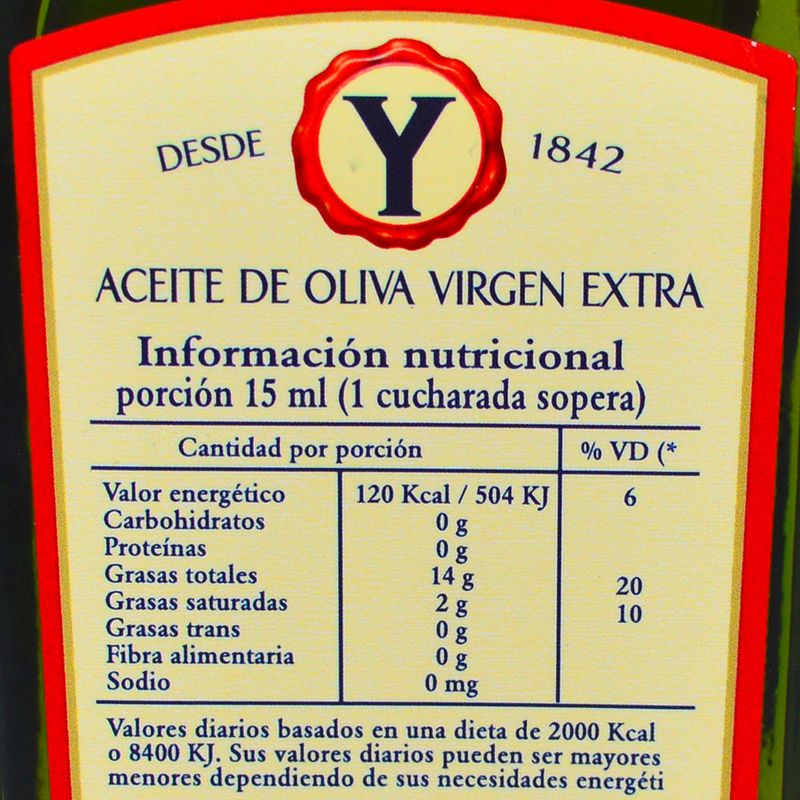 DESDE Y 1842
ACEITE DE OLIVA VIRGEN EXTRA
Información nutricional
porción 15 ml (1 cucharada sopera)
Cantidad por porción % VD (*
Valor energético 120 Kcal / 504 KJ 6
Carbohidratos 0 g
Proteínas 0 g
Grasas totales 14 g 20
Grasas saturadas 2 g 10
Grasas trans 0 g
Fibra alimentaria 0 g
Sodio 0 mg
Valores diarios basados en una dieta de 2000 Kcal
o 8400 KJ. Sus valores diarios pueden ser mayores
menores dependiendo de sus necesidades energéti